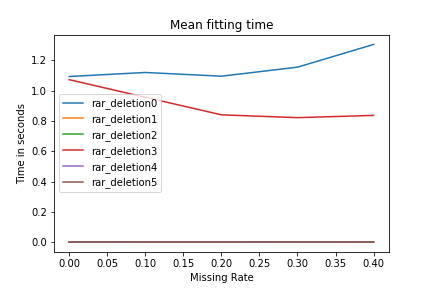 Mean fitting time
Time in seconds
1.2
1.0
0.8
0.6
0.4
0.2
0.0
rar_deletion0
rar_deletion1
rar_deletion2
rar_deletion3
rar_deletion4
rar_deletion5
0.00 0.05 0.10 0.15 0.20 0.25 0.30 0.35 0.40
Missing Rate